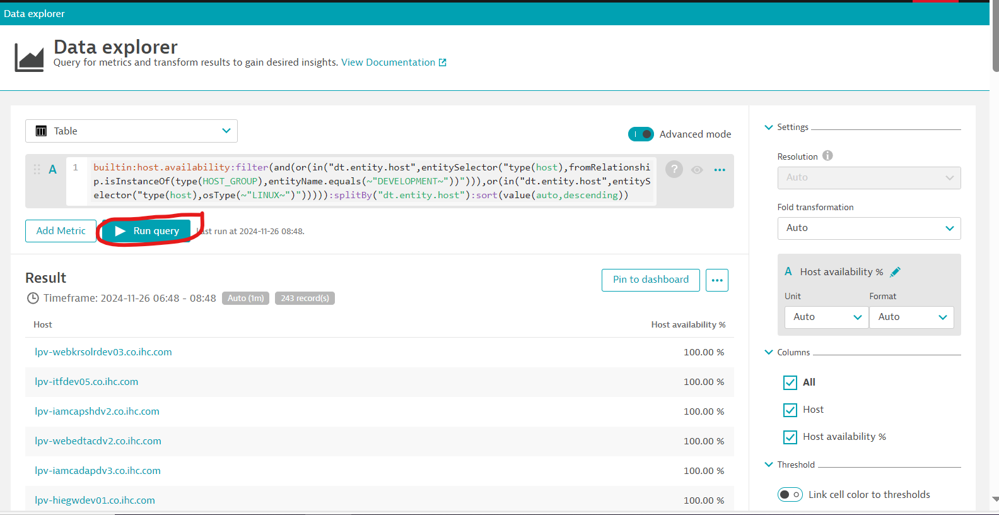 Data explorer
Data explorer
Query for metrics and transform results to gain desired insights. View Documentation
Table
Advanced mode
A
1
builtin:host.availability:filter(and(or(in("dt.entity.host",entitySelector("type(host),fromRelationshi
p.isInstanceOf(type(HOST_GROUP),entityName.equals(~"DEVELOPMENT~"))"))),or(in("dt.entity.host",entityS
elector("type(host),osType(~"LINUX~")"))))):splitBy("dt.entity.host"):sort(value(auto,descending))
?
Add Metric
Run query
Last run at 2024-11-26 08:48.
Result
Pin to dashboard
Timeframe: 2024-11-26 06:48 - 08:48
Auto (1m)
243 record(s)
Host
Host availability %
lpv-webkrsolrdev03.co.ihc.com
100.00 %
lpv-itfdev05.co.ihc.com
100.00 %
lpv-iamcapshdv2.co.ihc.com
100.00 %
lpv-webedtacdv2.co.ihc.com
100.00 %
lpv-iamcadapdv3.co.ihc.com
100.00 %
lpv-hiegwdev01.co.ihc.com
100.00 %
Settings
Resolution
Auto
Fold transformation
Auto
A Host availability %
Unit
Format
Auto
Auto
Columns
All
Host
Host availability %
Threshold
Link cell color to thresholds